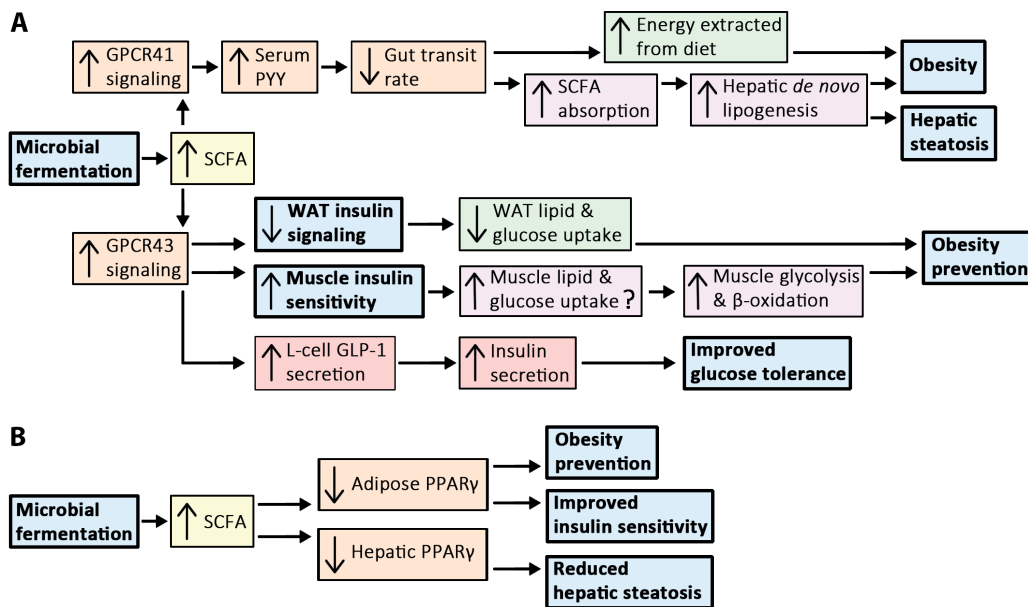 A
GPCR41
signaling
Serum
PYY
Gut transit
rate
Energy extracted
from diet
SCFA
absorption
Hepatic de novo
lipogenesis
Obesity
Hepatic
steatosis
Microbial
fermentation
SCFA
GPCR43
signaling
WAT insulin
signaling
WAT lipid &
glucose uptake
Muscle insulin
sensitivity
Muscle lipid &
glucose uptake ?
Muscle glycolysis
& β-oxidation
Obesity
prevention
L-cell GLP-1
secretion
Insulin
secretion
Improved
glucose tolerance
B
Microbial
fermentation
SCFA
Adipose PPARγ
Hepatic PPARγ
Obesity
prevention
Improved
insulin sensitivity
Reduced
hepatic steatosis